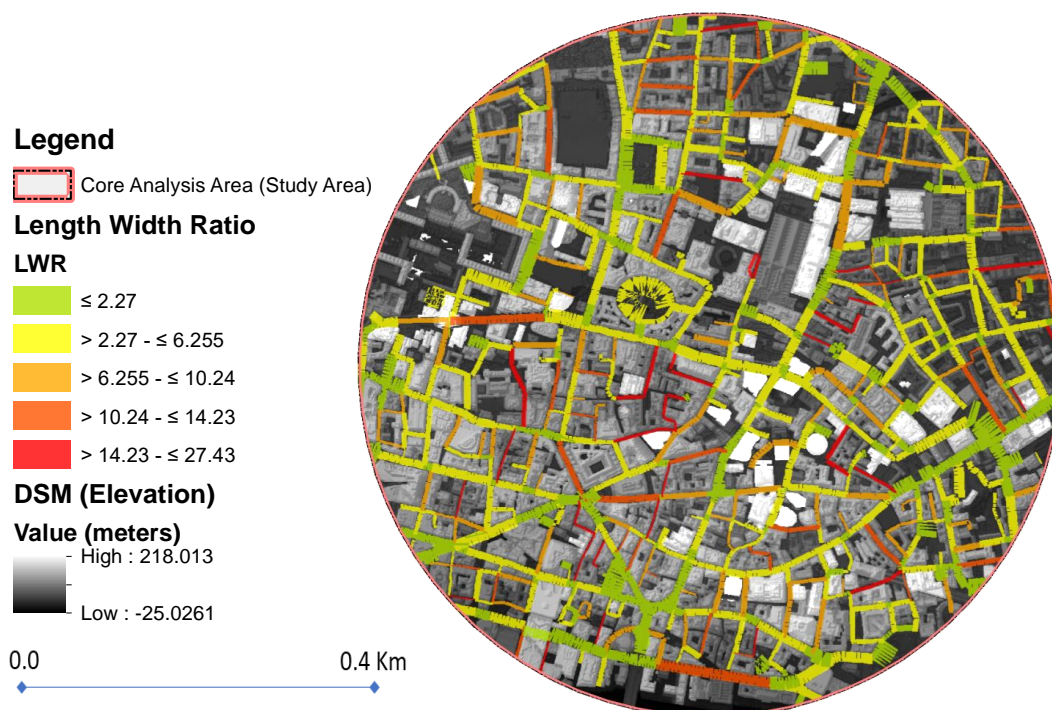 Legend
Core Analysis Area (Study Area)
Length Width Ratio
LWR
≤ 2.27
> 2.27 - ≤ 6.255
> 6.255 - ≤ 10.24
> 10.24 - ≤ 14.23
> 14.23 - ≤ 27.43
DSM (Elevation)
Value (meters)
High : 218.013
Low : -25.0261
0.0 0.4 Km